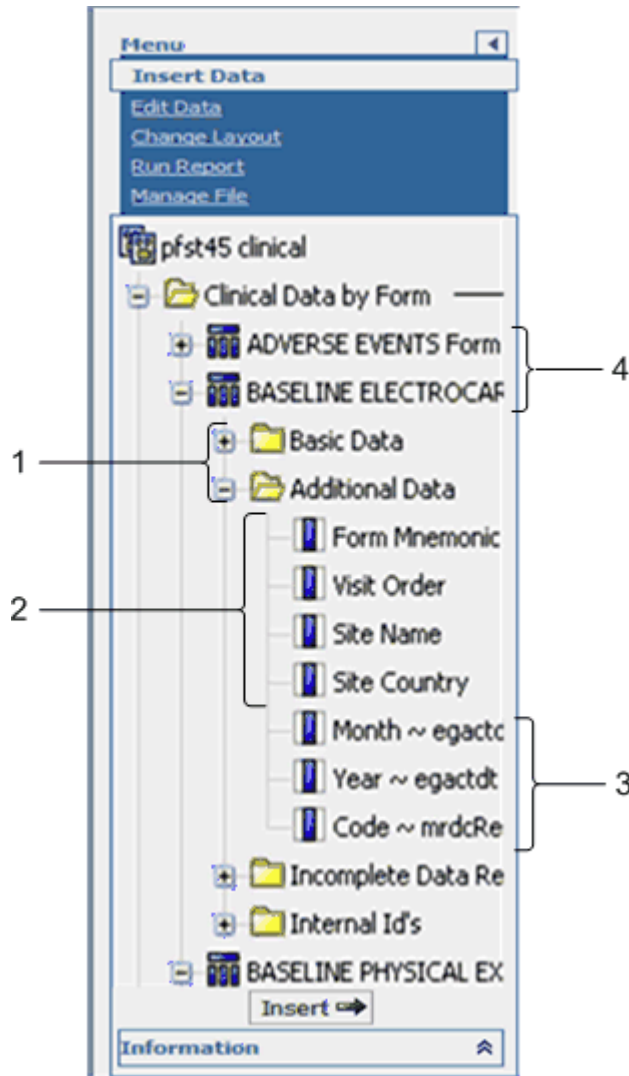 Menu
Insert Data
Edit Data
Change Layout
Run Report
Manage File
pfst45 clinical
Clinical Data by Form
ADVERSE EVENTS Form
4
BASELINE ELECTROCAR
1
Basic Data
Additional Data
Form Mnemonic
2
Visit Order
Site Name
Site Country
Month ~ egactd
3
Year ~ egactdt
Code ~ mrdcRe
Incomplete Data Re
Internal Id's
BASELINE PHYSICAL EX
Insert
Information